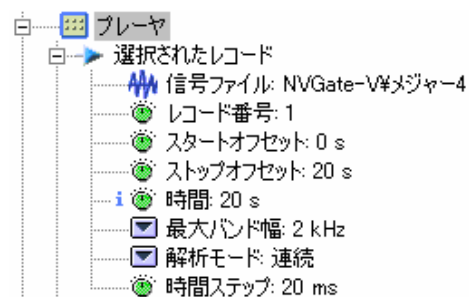 プレーヤ
選択されたレコード
信号ファイル: NVGate-V¥メジャー4
レコード番号: 1
スタートオフセット: 0 s
ストップオフセット: 20 s
i 時間: 20 s
最大バンド幅: 2 kHz
解析モード: 連続
時間ステップ: 20 ms